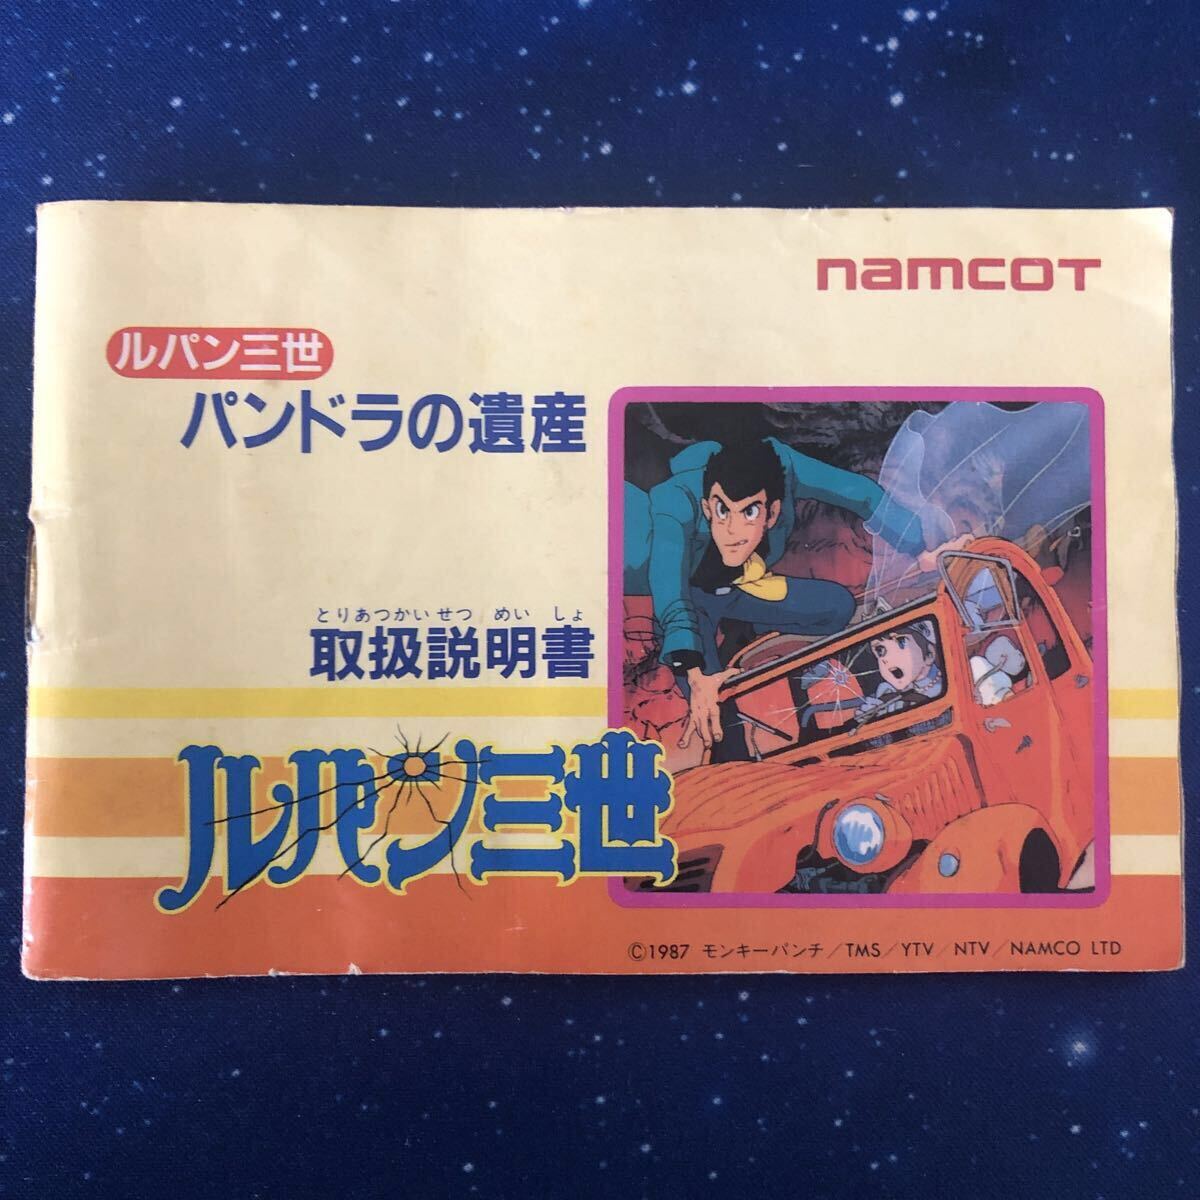 namcot
ルパン三世
パンドラの遺産
とりあつかいせつめいしょ
取扱説明書
ルパン三世
©1987 モンキーパンチ/TMS/YTV/NTV/NAMCO LTD